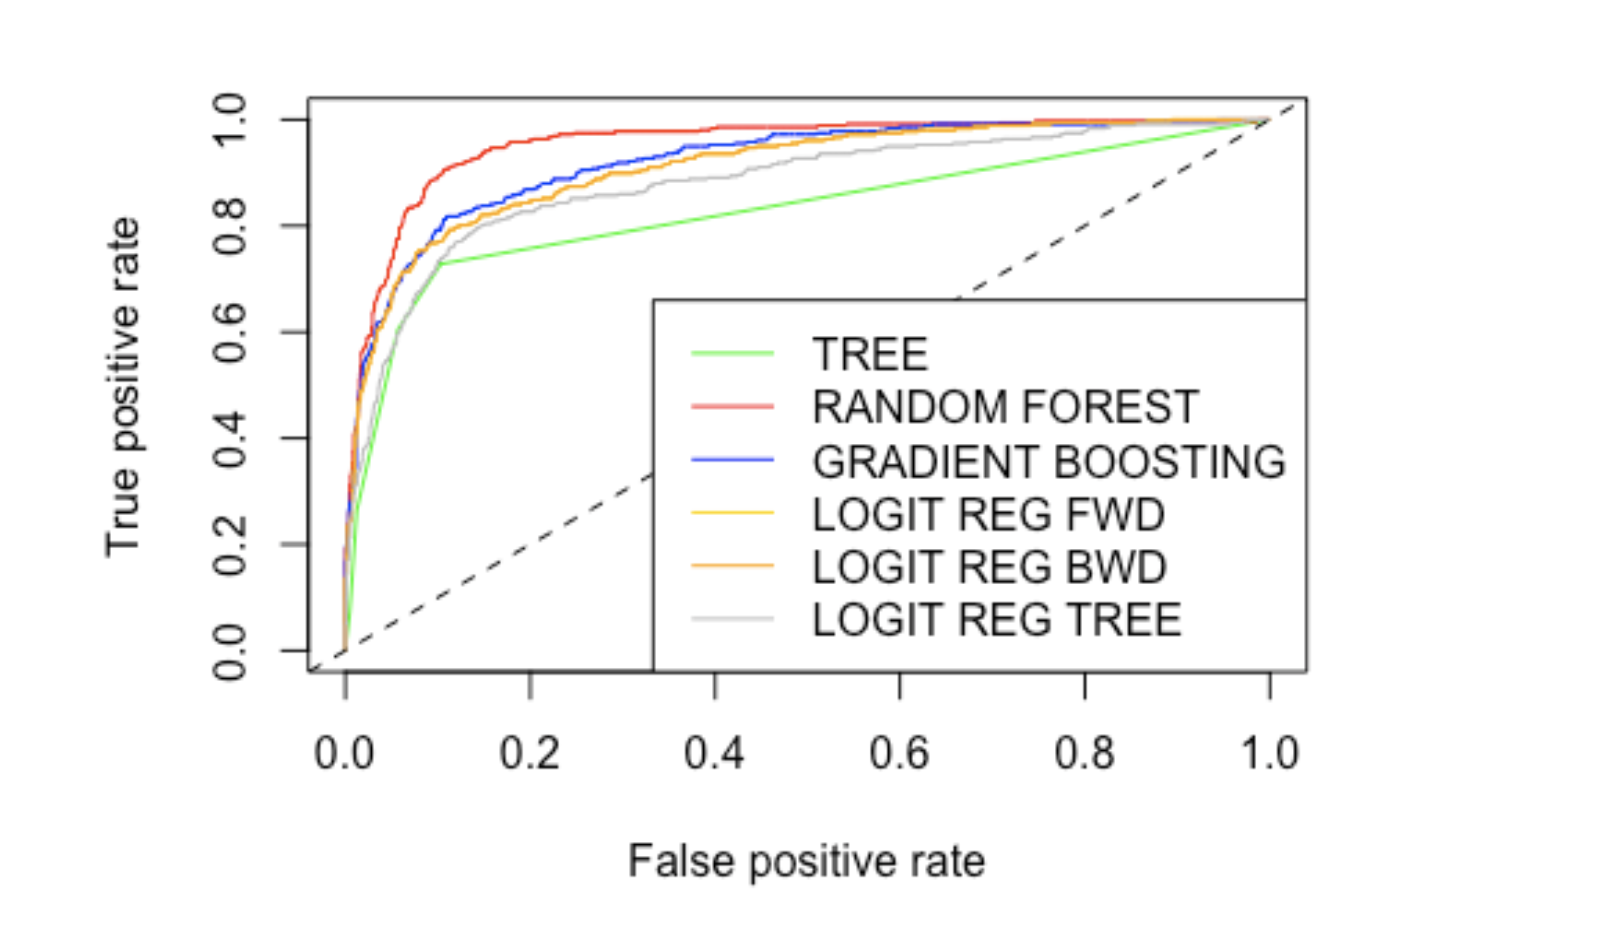 True positive rate
1.0
0.8
0.6
0.4
0.2
0.0
TREE
RANDOM FOREST
GRADIENT BOOSTING
LOGIT REG FWD
LOGIT REG BWD
LOGIT REG TREE
0.0 0.2 0.4 0.6 0.8 1.0
False positive rate